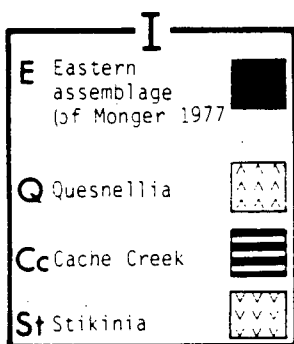 I
E Eastern
assemblage
(of Monger 1977
Q Quesnellia
Cc Cache Creek
St Stikinia